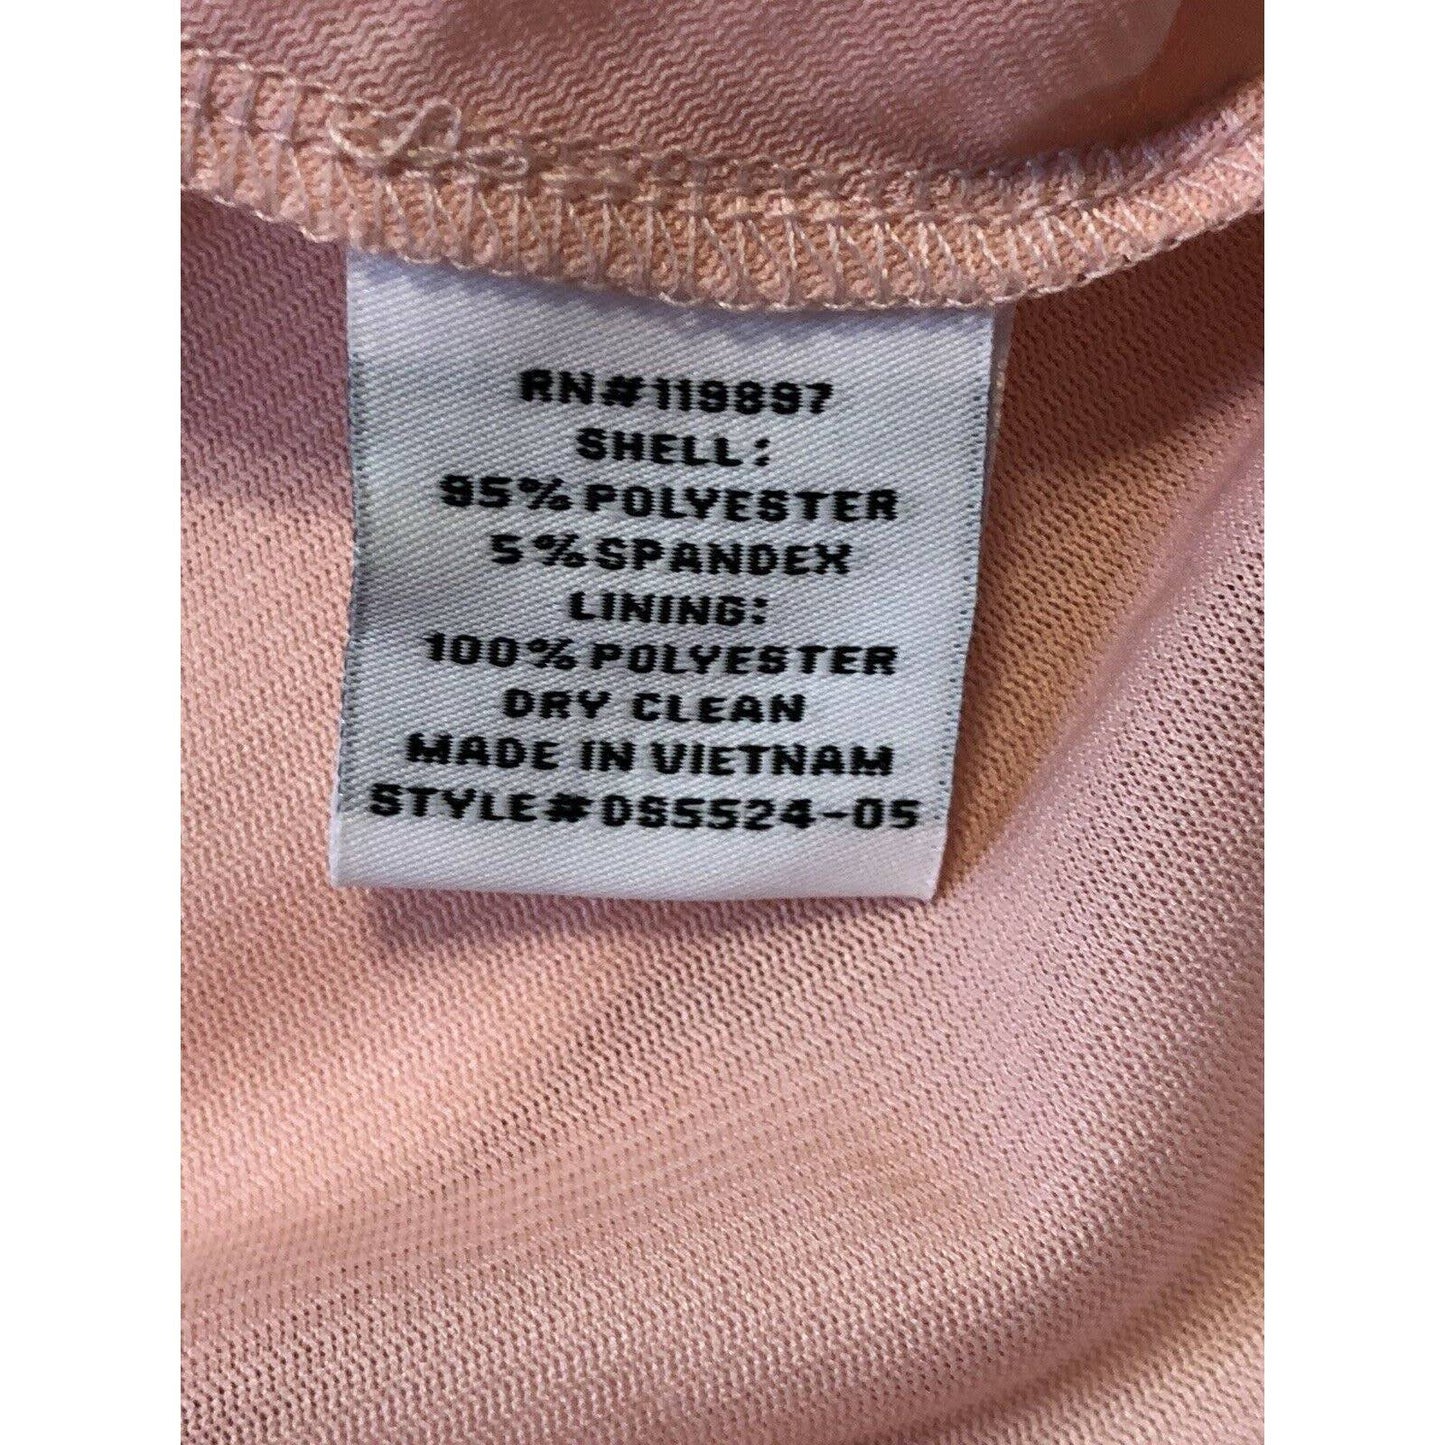 RN#119897
SHELL:
95% POLYESTER
5% SPANDEX
LINING:
100% POLYESTER
DRY CLEAN
MADE IN VIETNAM
STYLE#DS5524-05